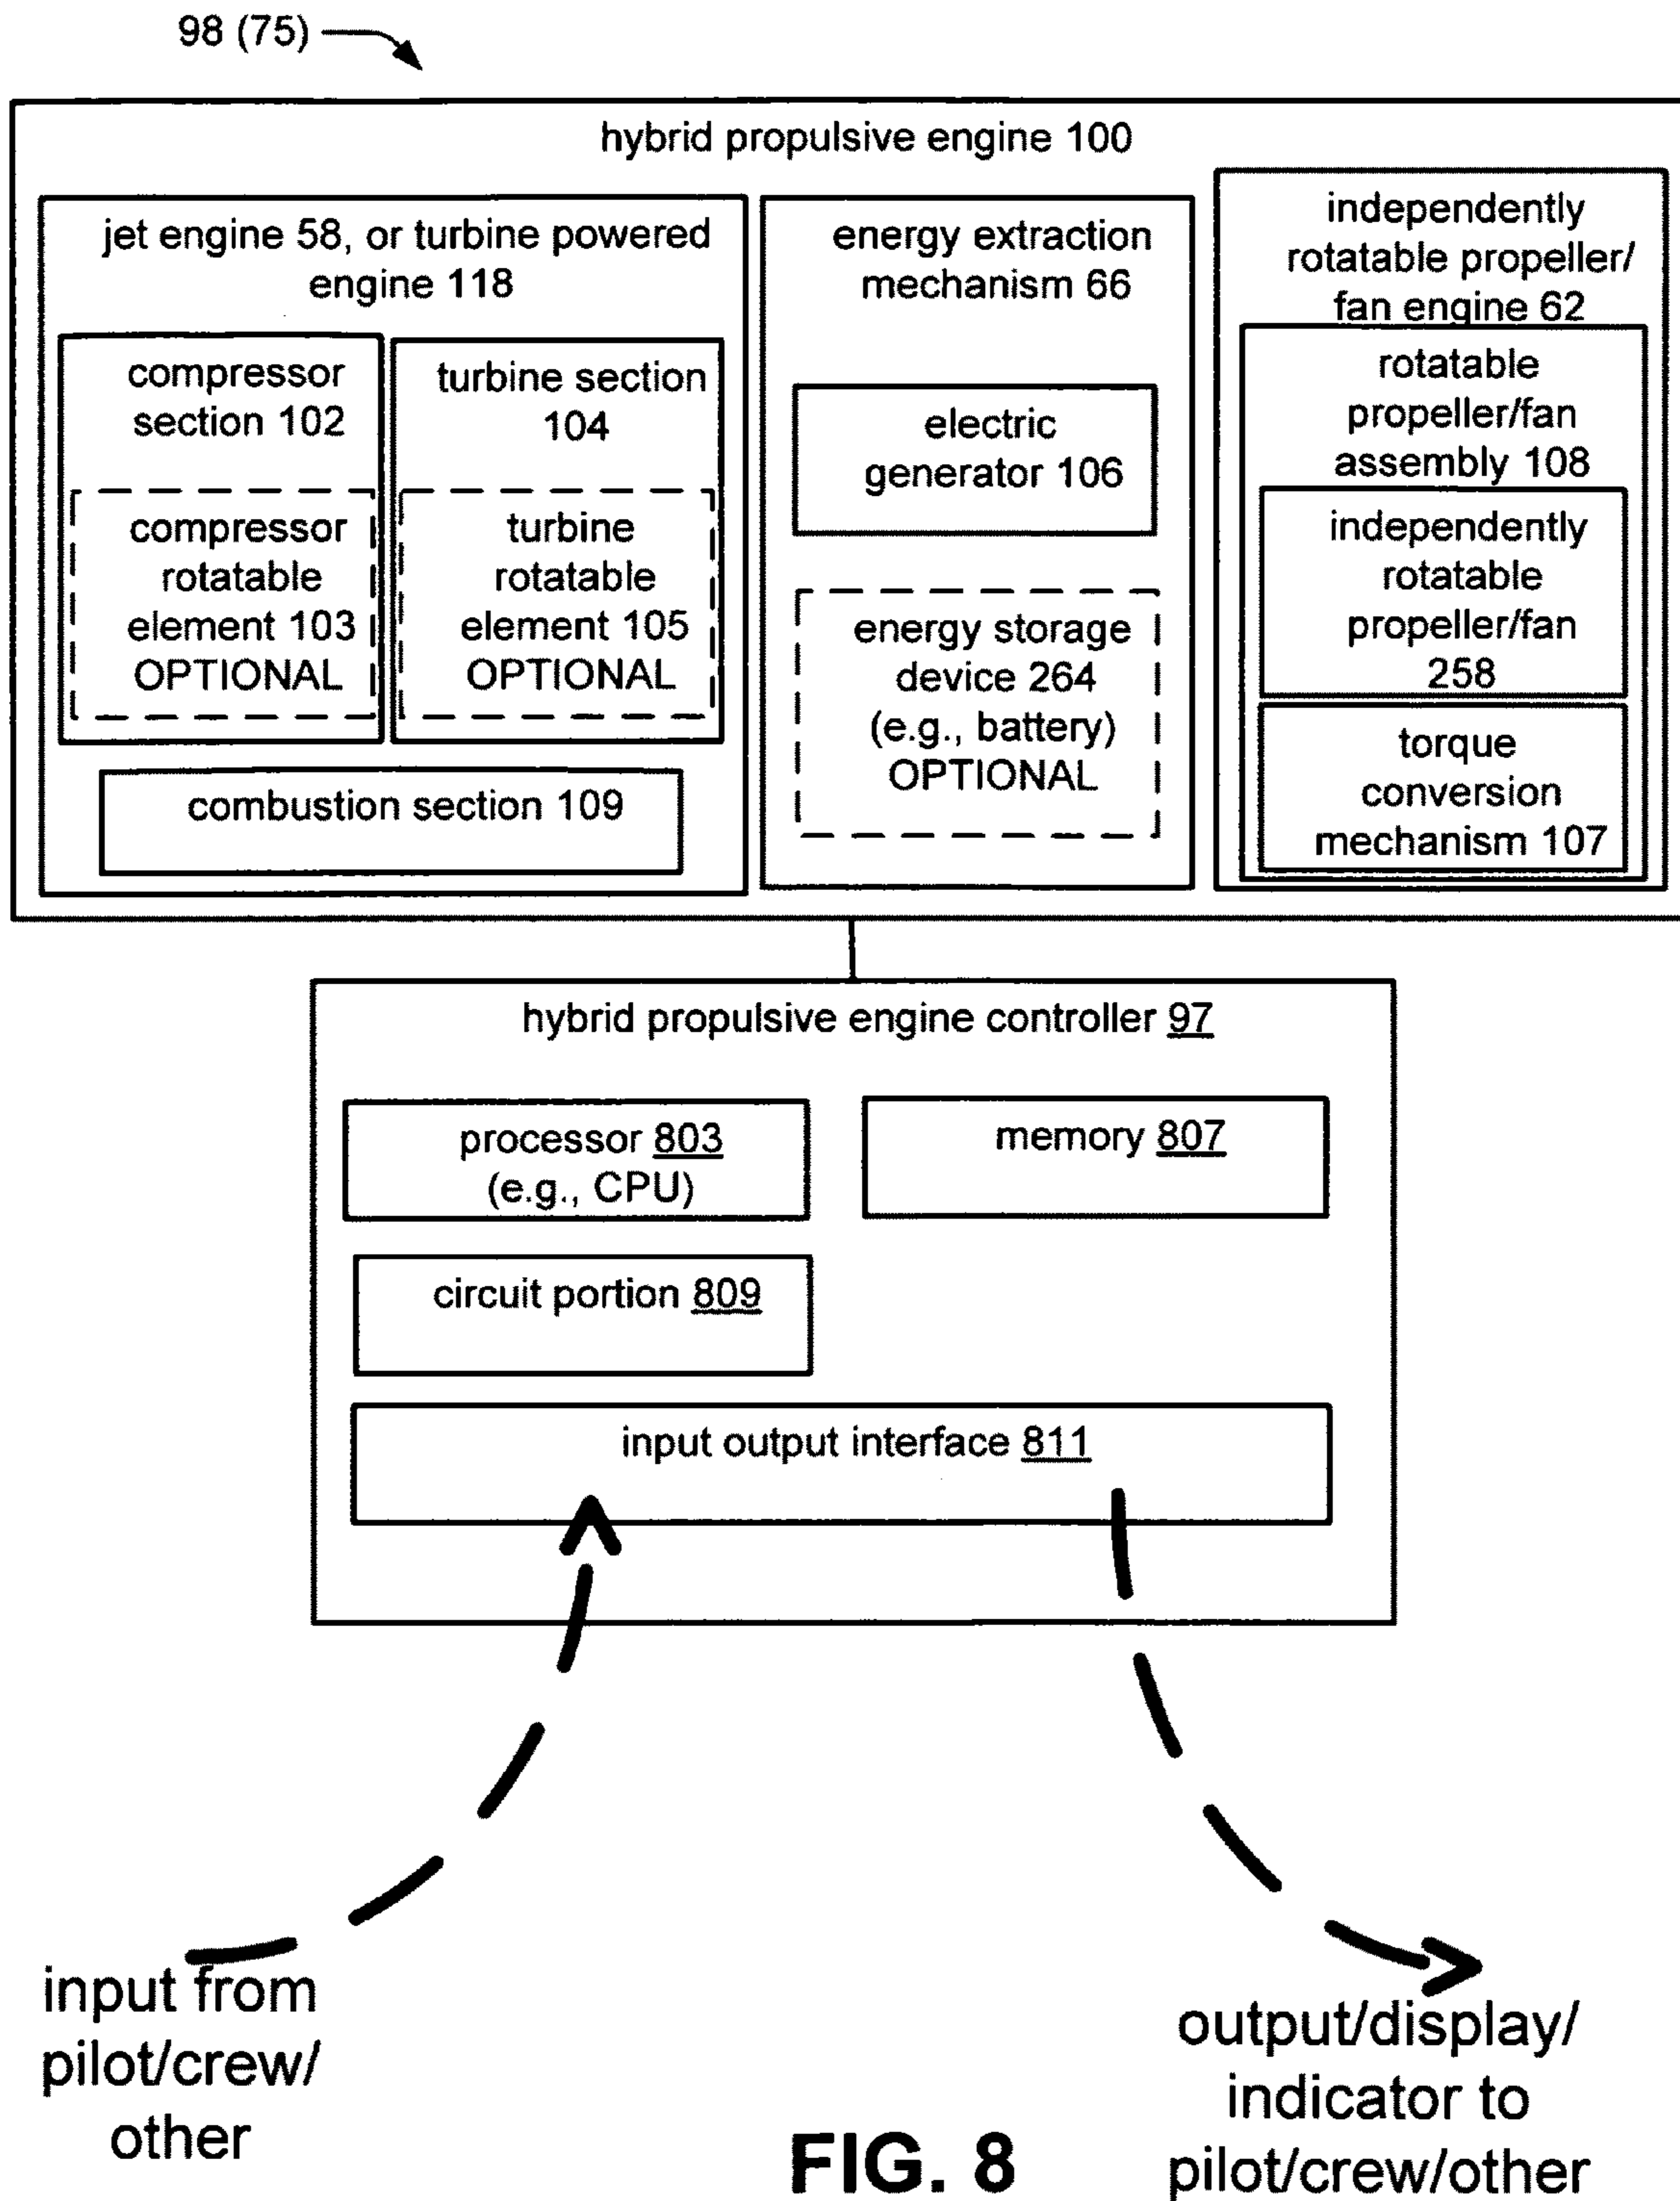 98 (75)
hybrid propulsive engine 100
jet engine 58, or turbine powered
engine 118
compressor
section 102
compressor
rotatable
element 103
OPTIONAL
turbine section
104
turbine
rotatable
element 105
OPTIONAL
combustion section 109
energy extraction
mechanism 66
electric
generator 106
energy storage
device 264
(e.g., battery)
OPTIONAL
independently
rotatable propeller/
fan engine 62
rotatable
propeller/fan
assembly 108
independently
rotatable
propeller/fan
258
torque
conversion
mechanism 107
hybrid propulsive engine controller 97
processor 803
(e.g., CPU)
memory 807
circuit portion 809
input output interface 811
input from
pilot/crew/
other
output/display/
indicator to
pilot/crew/other
FIG. 8